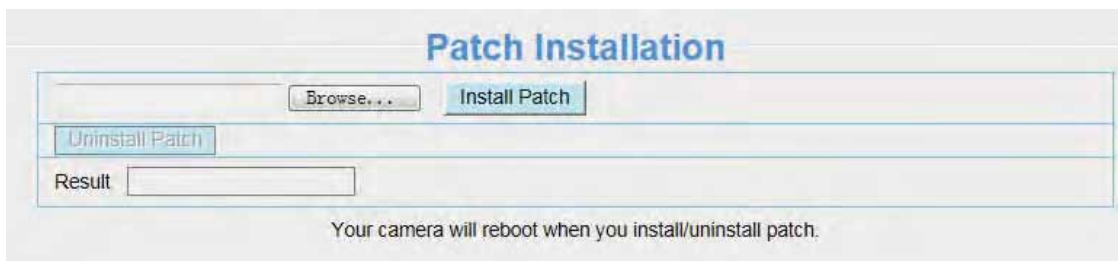 Patch Installation
Browse... Install Patch
Uninstall Patch
Result
Your camera will reboot when you install/uninstall patch.